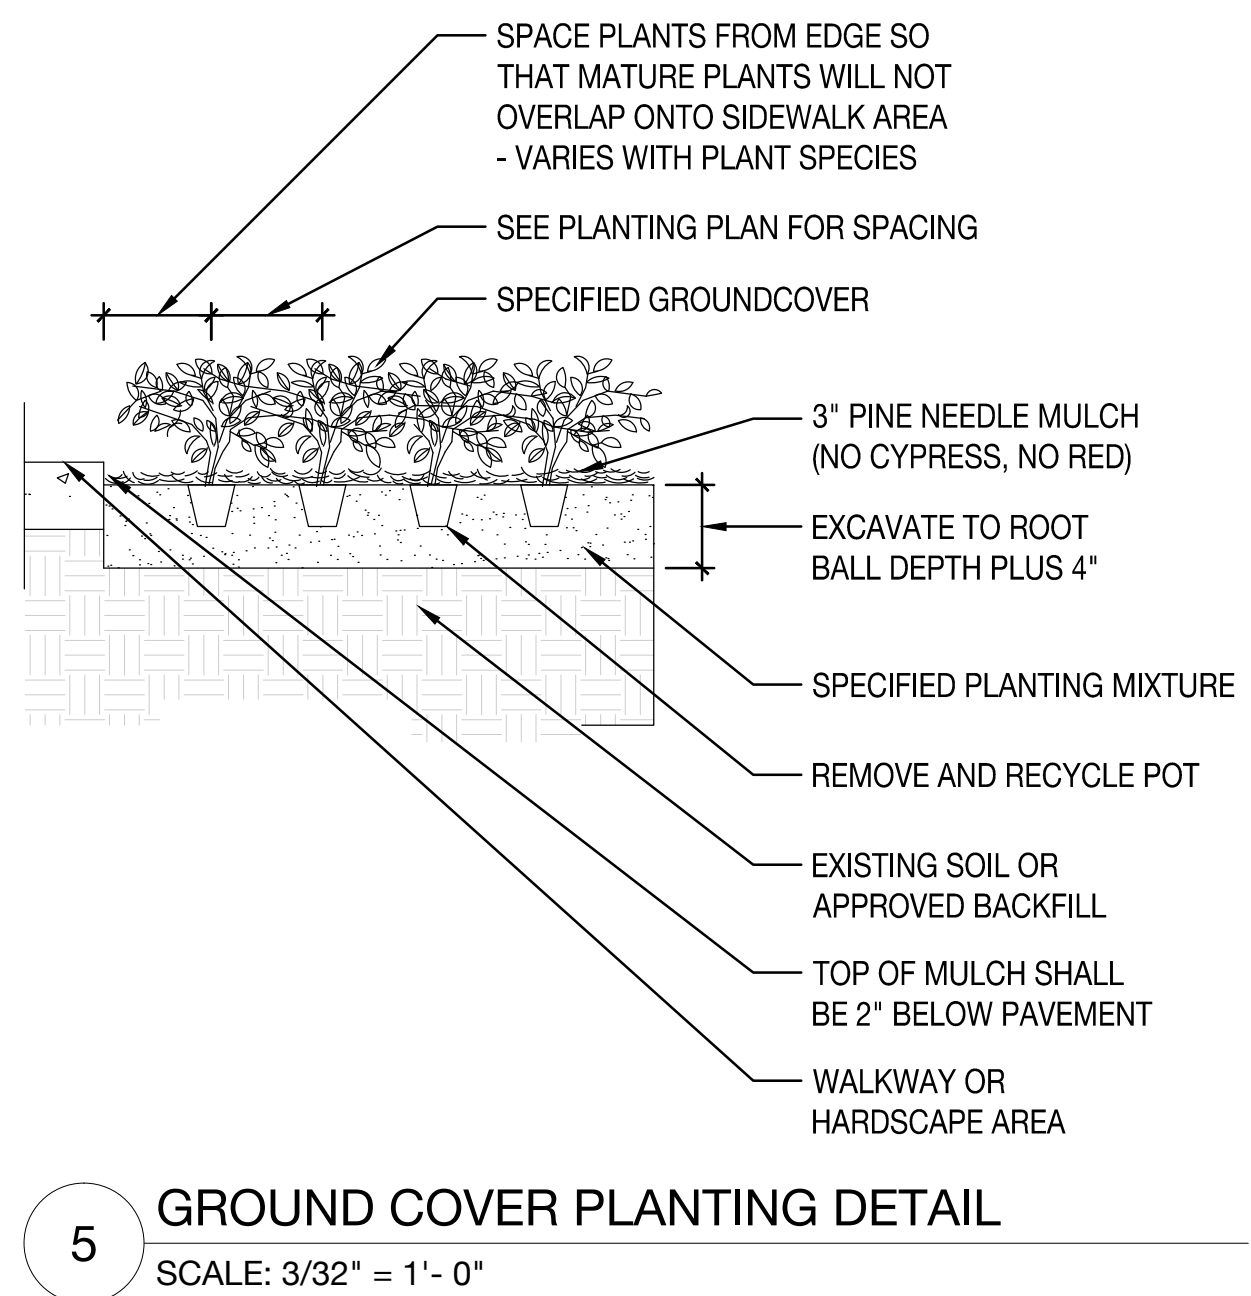 SPACE PLANTS FROM EDGE SO
THAT MATURE PLANTS WILL NOT
OVERLAP ONTO SIDEWALK AREA
- VARIES WITH PLANT SPECIES
SEE PLANTING PLAN FOR SPACING
SPECIFIED GROUNDCOVER
3" PINE NEEDLE MULCH
(NO CYPRESS, NO RED)
EXCAVATE TO ROOT
BALL DEPTH PLUS 4"
SPECIFIED PLANTING MIXTURE
REMOVE AND RECYCLE POT
EXISTING SOIL OR
APPROVED BACKFILL
TOP OF MULCH SHALL
BE 2" BELOW PAVEMENT
WALKWAY OR
HARDSCAPE AREA
5
GROUND COVER PLANTING DETAIL
SCALE: 3/32" = 1'- 0"